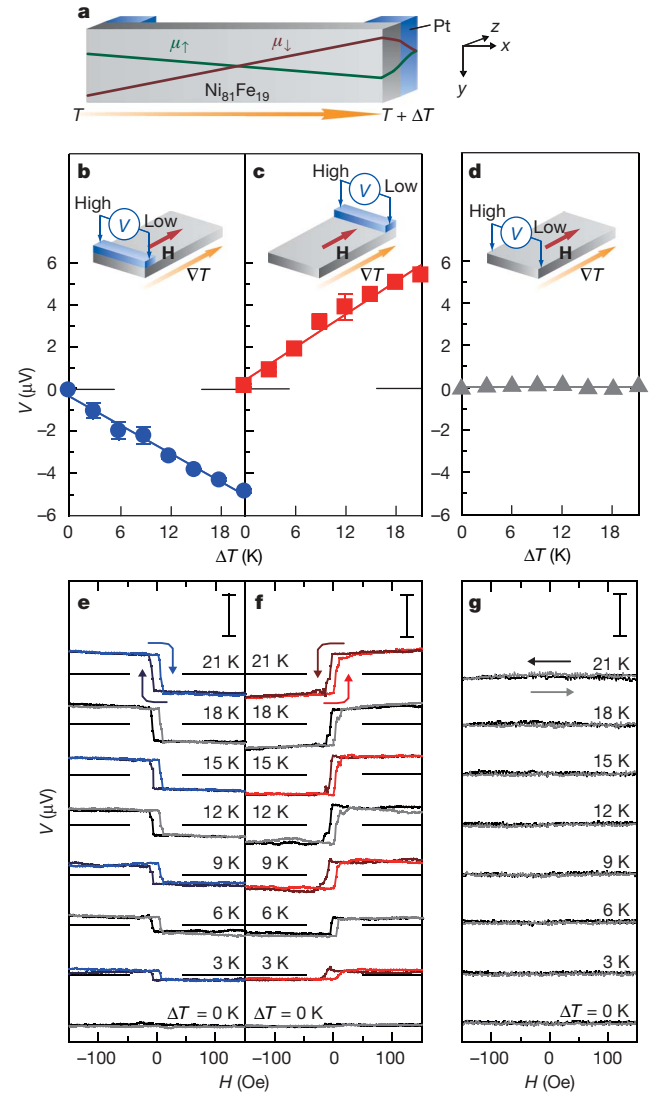 a
Pt
μ↑
μ↓
Ni81Fe19
T
T + ΔT
z
x
y
b
High
V
Low
H
∇T
c
High
V
Low
H
∇T
d
High
V
Low
H
∇T
V (μV)
6
4
2
0
−2
−4
−6
6
4
2
0
−2
−4
−6
0
6
12
18
0
6
12
18
0
6
12
18
ΔT (K)
ΔT (K)
e
f
g
21 K
21 K
21 K
18 K
18 K
18 K
15 K
15 K
15 K
12 K
12 K
12 K
9 K
9 K
9 K
6 K
6 K
6 K
3 K
3 K
3 K
ΔT = 0 K
ΔT = 0 K
ΔT = 0 K
V (μV)
−100
0
100
−100
0
100
−100
0
100
H (Oe)
H (Oe)
H (Oe)